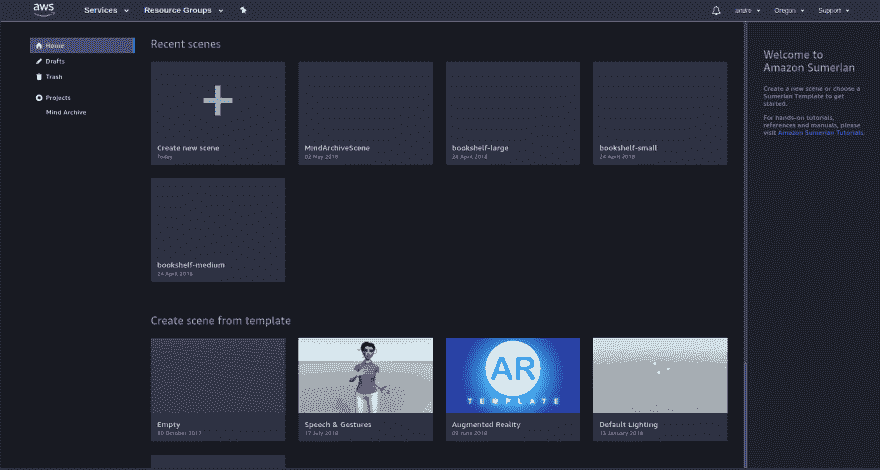 aws
Services
Resource Groups
andre
Oregon
Support
Home
Drafts
Trash
Projects
Mind Archive
Recent scenes
Create new scene
Today
MindArchiveScene
02 May 2018
bookshelf-large
24 April 2018
bookshelf-small
24 April 2018
bookshelf-medium
24 April 2018
Create scene from template
Empty
30 October 2017
Speech & Gestures
17 July 2018
AR
TEMPLATE
Augmented Reality
09 June 2018
Default Lighting
13 January 2018
Welcome to
Amazon Sumerian
Create a new scene or choose a
Sumerian Template to get
started.
For hands-on tutorials,
references and manuals, please
visit Amazon Sumerian Tutorials.